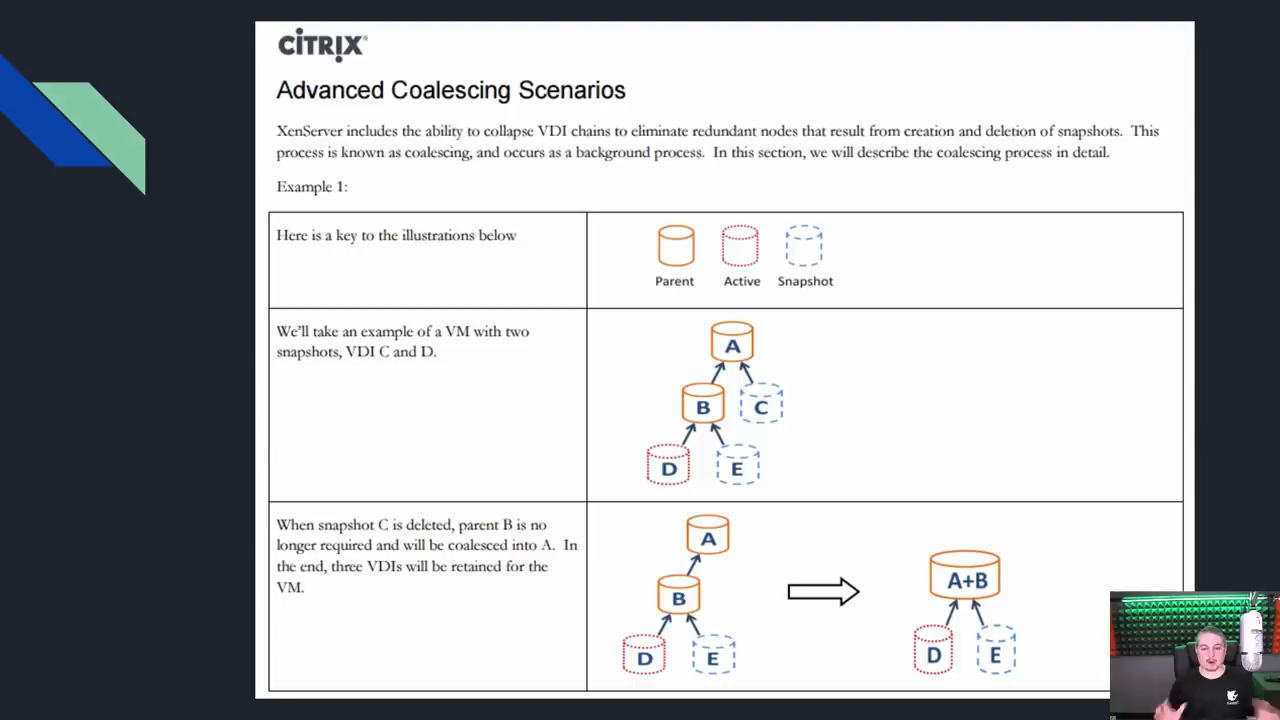 CİTRIX
Advanced Coalescing Scenarios
XenServer includes the ability to collapse VDI chains to eliminate redundant nodes that result from creation and deletion of snapshots. This
process is known as coalescing, and occurs as a background process. In this section, we will describe the coalescing process in detail.
Example 1:
Here is a key to the illustrations below
Parent
Active
Snapshot
We'll take an example of a VM with two
snapshots, VDI C and D.
A
B
C
D
E
When snapshot C is deleted, parent B is no
longer required and will be coalesced into A. In
the end, three VDIs will be retained for the
VM.
A
B
D
E
A+B
D
E